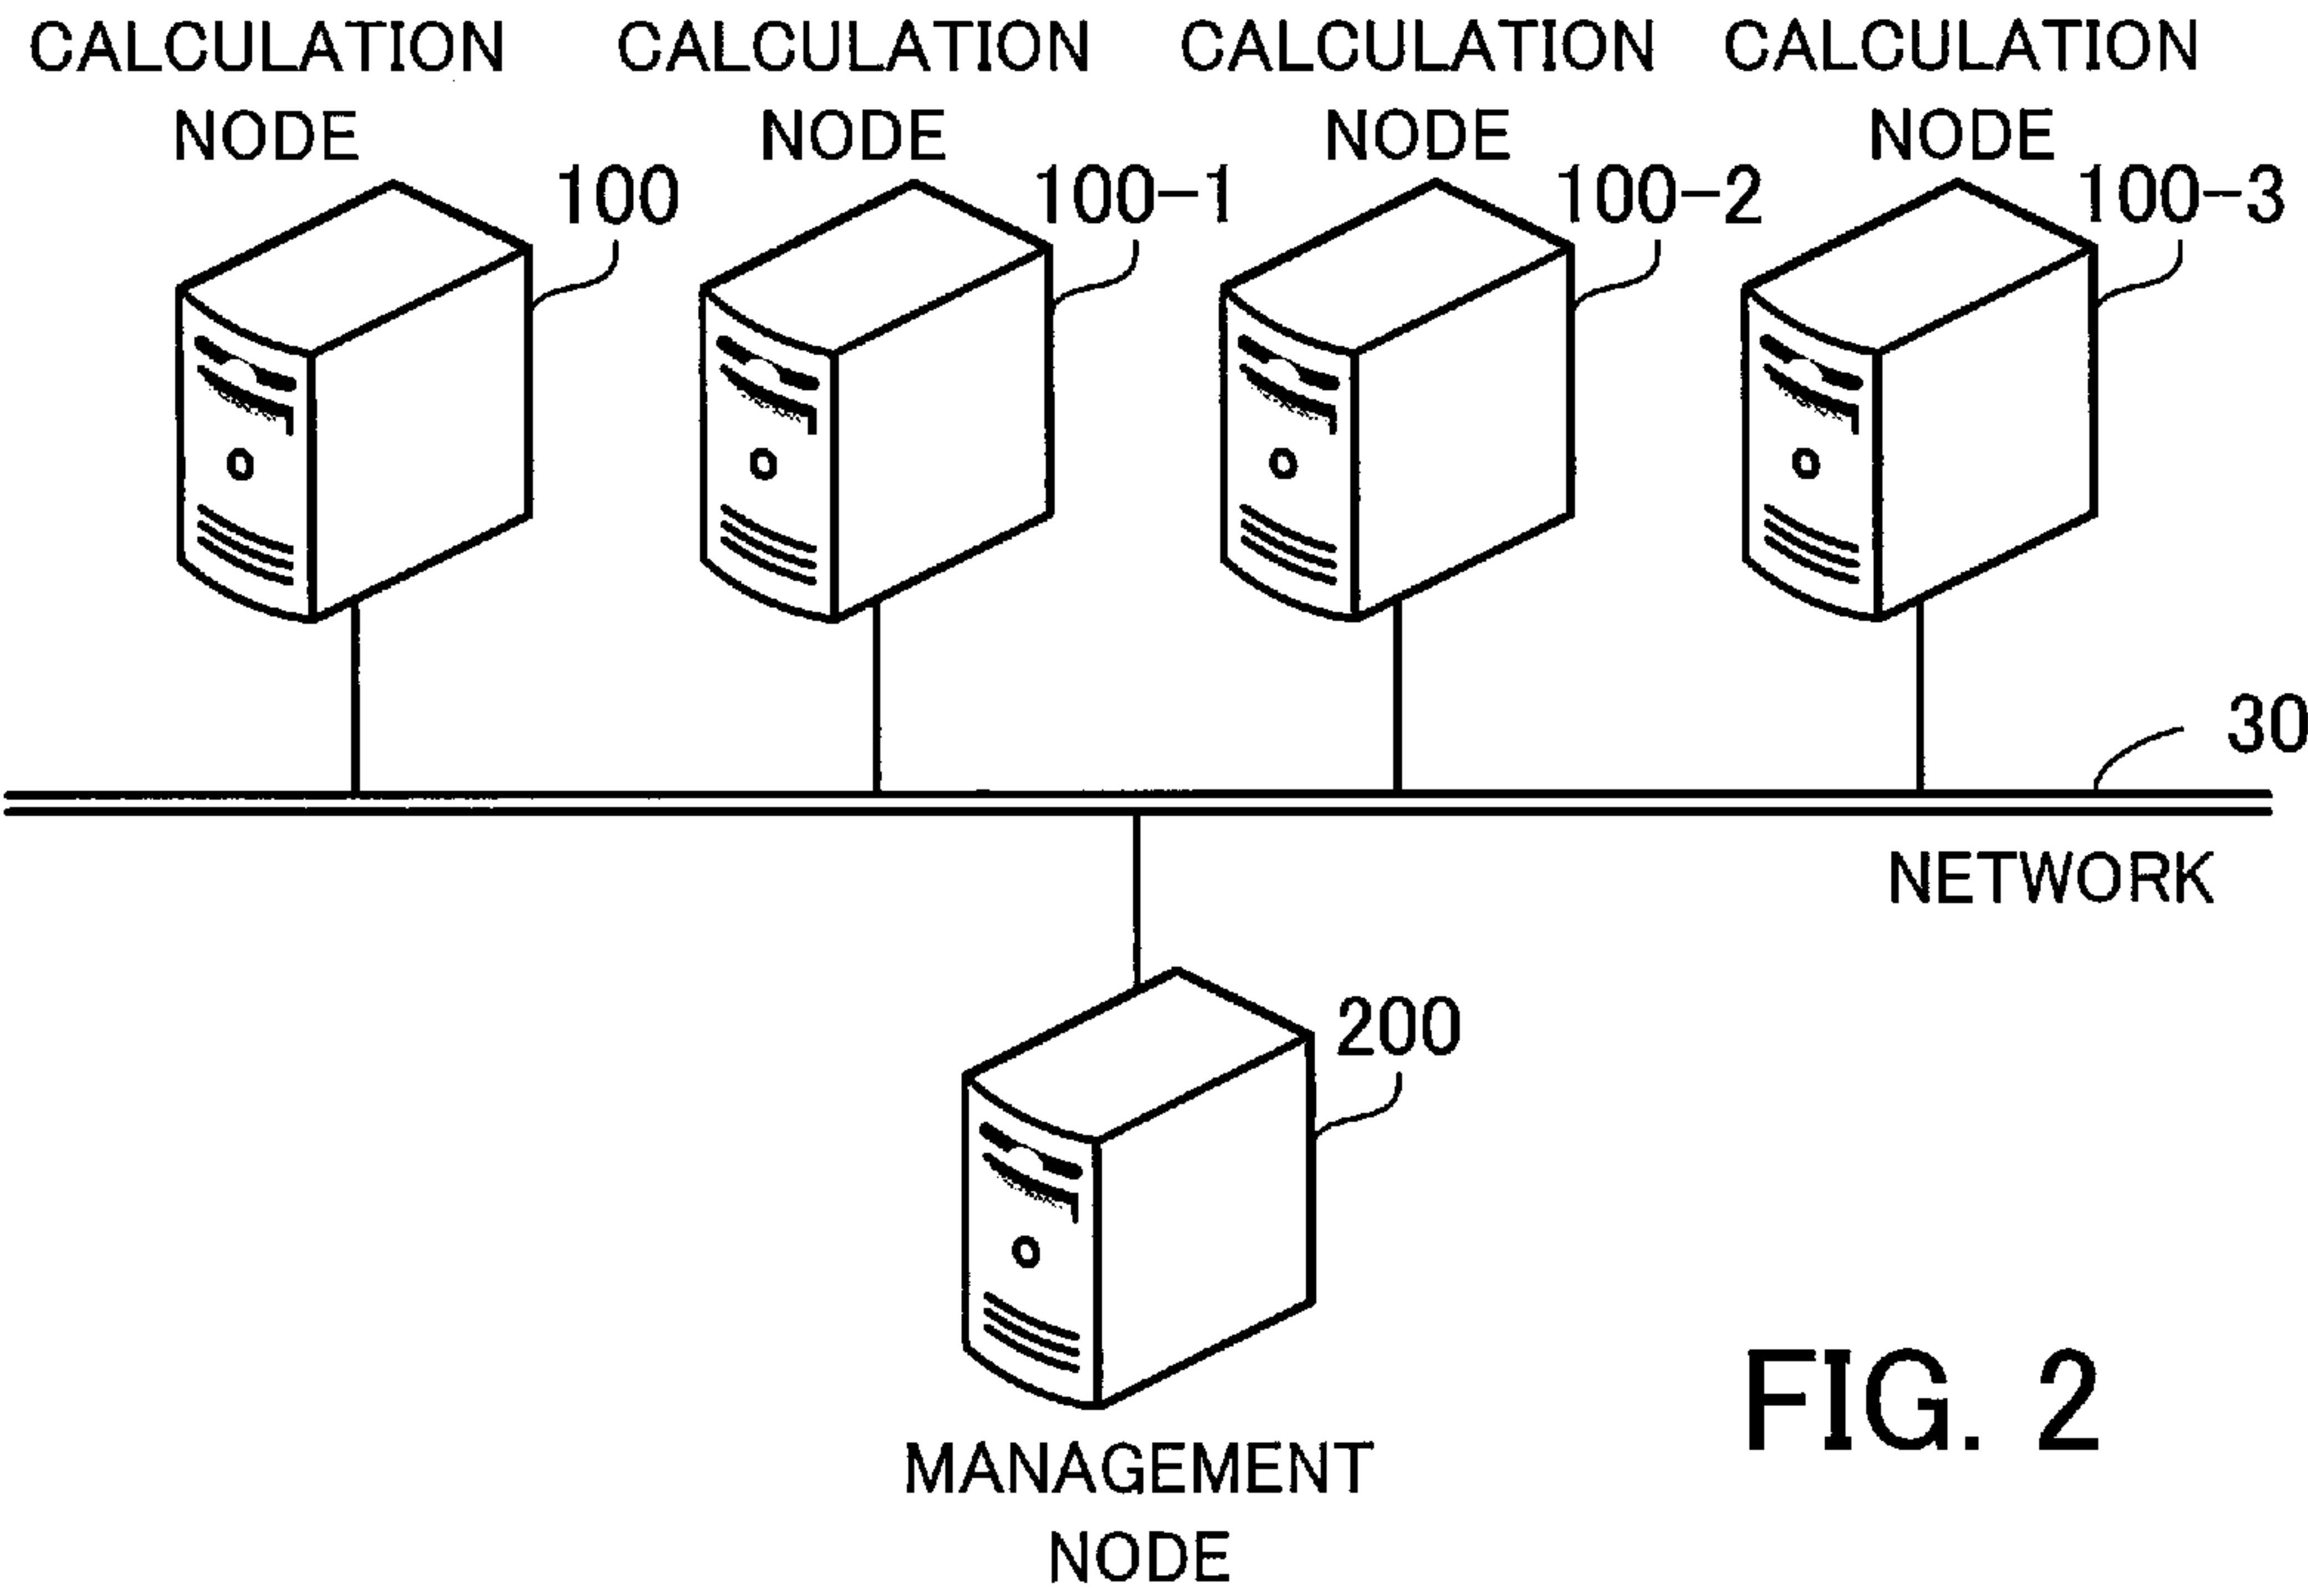 CALCULATION CALCULATION CALCULATION CALCULATION
NODE NODE NODE NODE
100 100-1 100-2 100-3
30
NETWORK
200
FIG. 2
MANAGEMENT
NODE